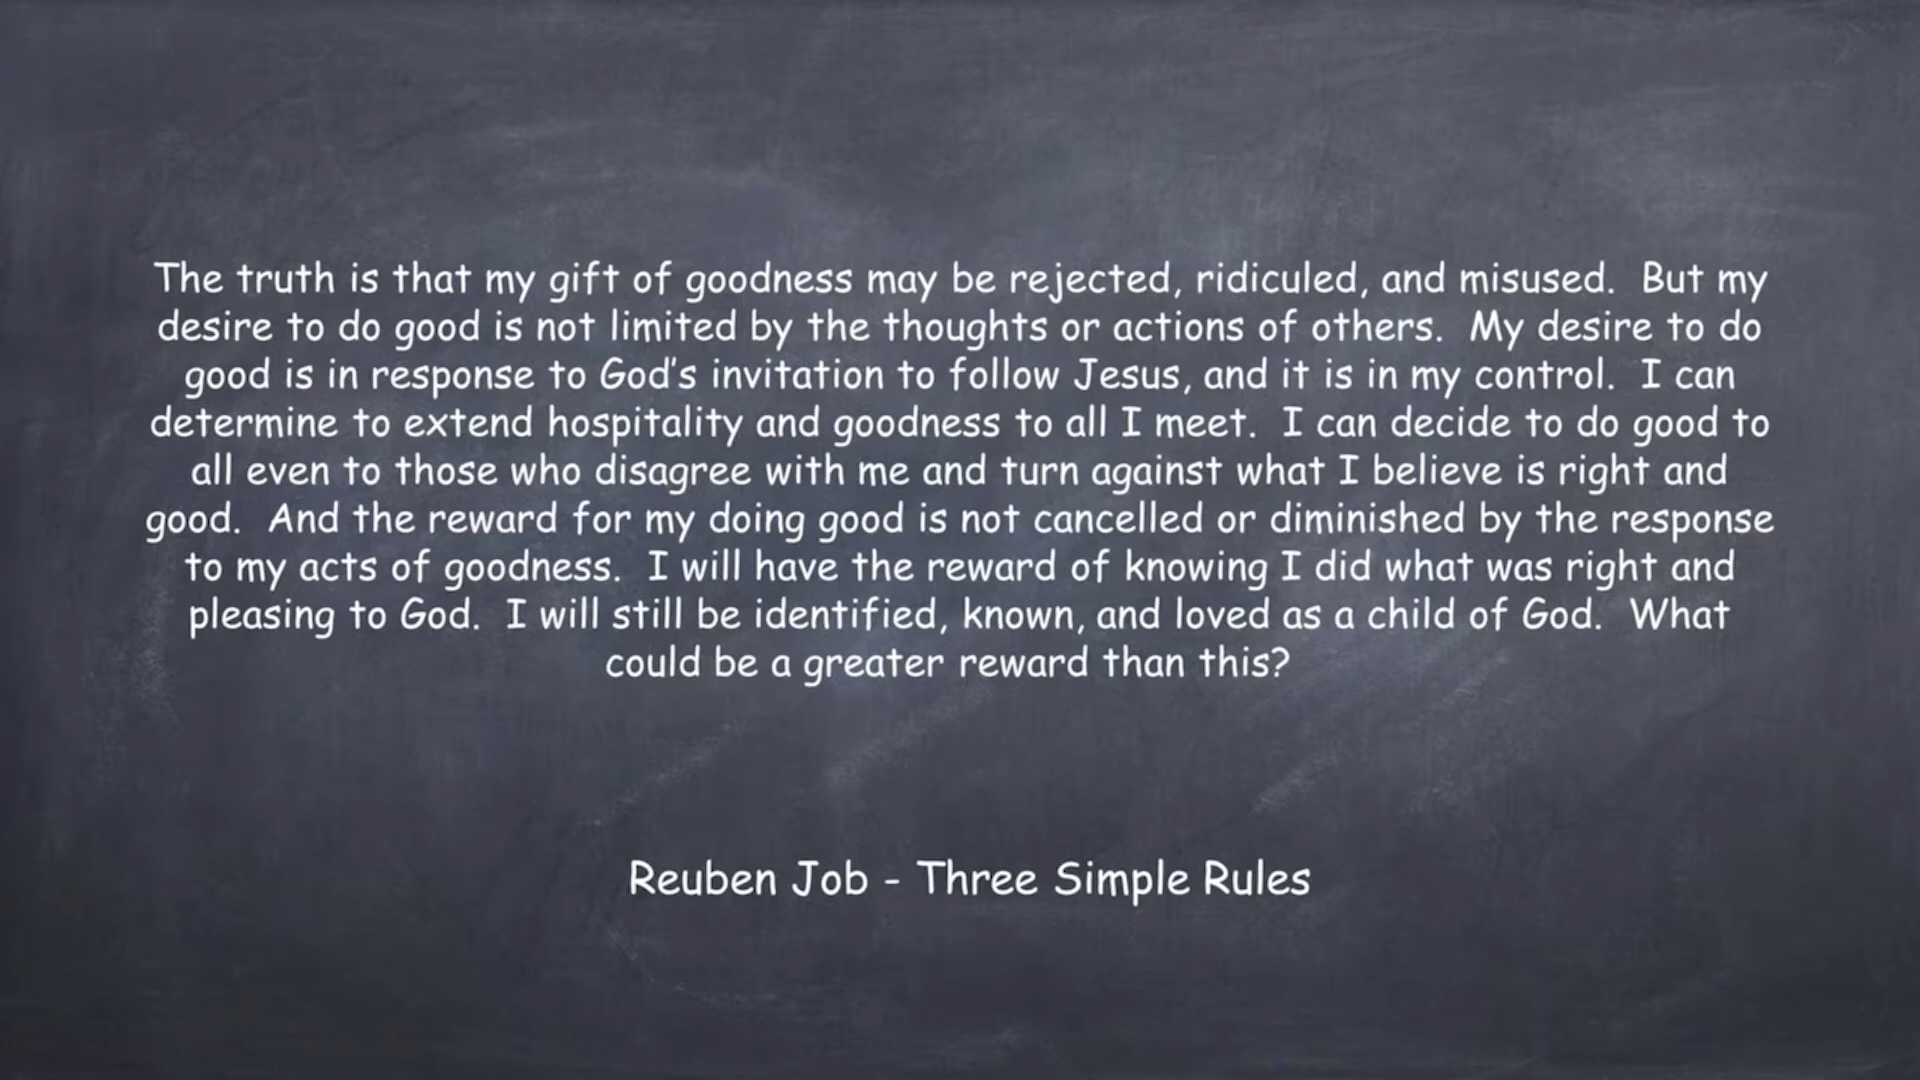 The truth is that my gift of goodness may be rejected, ridiculed, and misused.  But my
desire to do good is not limited by the thoughts or actions of others.  My desire to do
good is in response to God's invitation to follow Jesus, and it is in my control.  I can
determine to extend hospitality and goodness to all I meet.  I can decide to do good to
all even to those who disagree with me and turn against what I believe is right and
good.  And the reward for my doing good is not cancelled or diminished by the response
to my acts of goodness.  I will have the reward of knowing I did what was right and
pleasing to God.  I will still be identified, known, and loved as a child of God.  What
could be a greater reward than this?
Reuben Job - Three Simple Rules